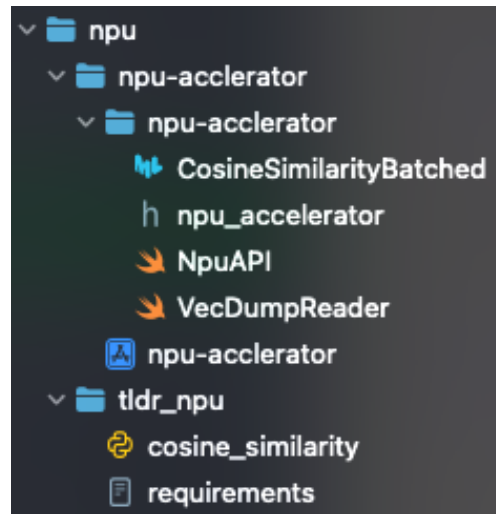 npu
npu-acclerator
npu-acclerator
CosineSimilarityBatched
npu_accelerator
NpuAPI
VecDumpReader
npu-acclerator
tldr_npu
cosine_similarity
requirements